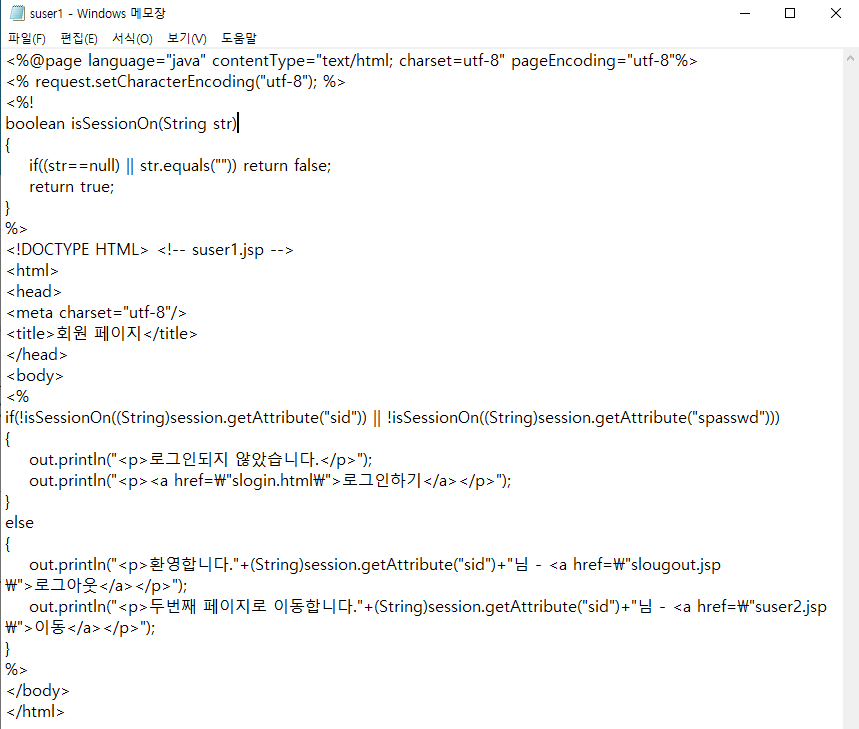 suser1 - Windows 메모장
파일(F) 편집(E) 서식(O) 보기(V) 도움말
<%@page language="java" contentType="text/html; charset=utf-8" pageEncoding="utf-8"%>
<% request.setCharacterEncoding("utf-8"); %>
<%!
boolean isSessionOn(String str)
{
if((str==null) || str.equals("")) return false;
return true;
}
%>
<!DOCTYPE HTML> <!-- suser1.jsp -->
<html>
<head>
<meta charset="utf-8"/>
<title>회원 페이지</title>
</head>
<body>
<%
if(!isSessionOn((String)session.getAttribute("sid")) || !isSessionOn((String)session.getAttribute("spasswd")))
{
out.println("<p>로그인되지 않았습니다.</p>");
out.println("<p><a href=₩"slogin.html₩">로그인하기</a></p>");
}
else
{
out.println("<p>환영합니다."+(String)session.getAttribute("sid")+"님 - <a href=₩"slougout.jsp
₩">로그아웃</a></p>");
out.println("<p>두번째 페이지로 이동합니다."+(String)session.getAttribute("sid")+"님 - <a href=₩"suser2.jsp
₩">이동</a></p>");
}
%>
</body>
</html>